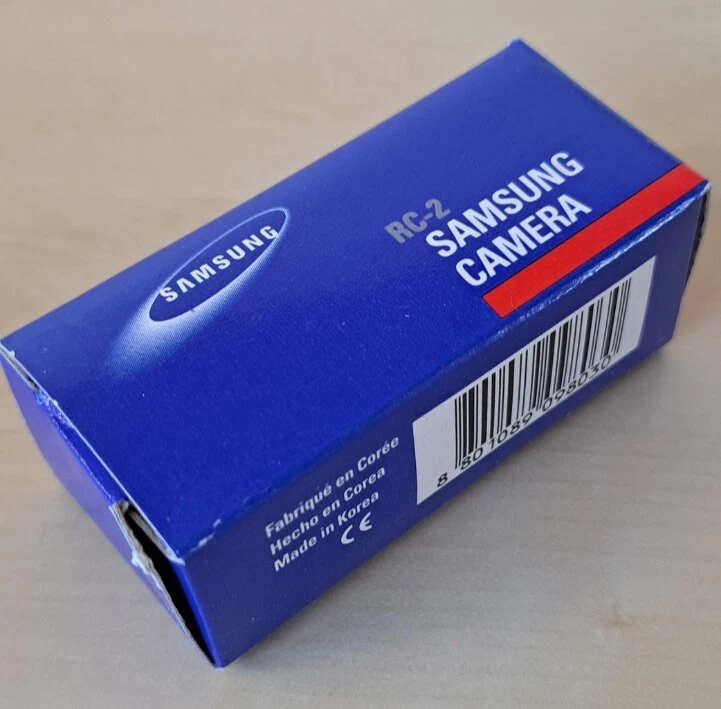 SAMSUNG
RC-2
SAMSUNG
CAMERA
8 801089 098030
Fabriqué en Corée
Hecho en Corea
Made in Korea
CE